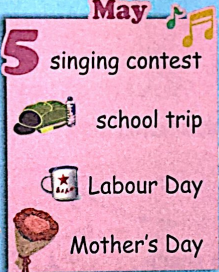 May
5 singing contest
school trip
Labour Day
Mother's Day